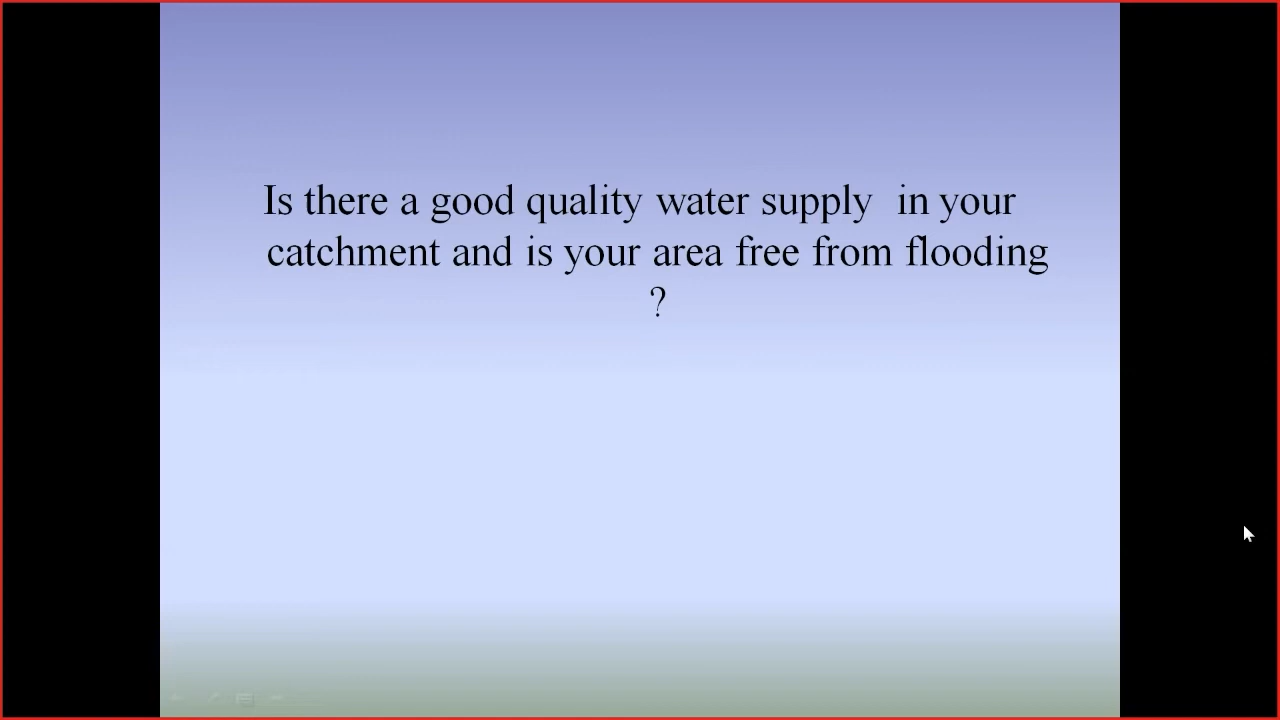 Is there a good quality water supply  in your
catchment and is your area free from flooding
?